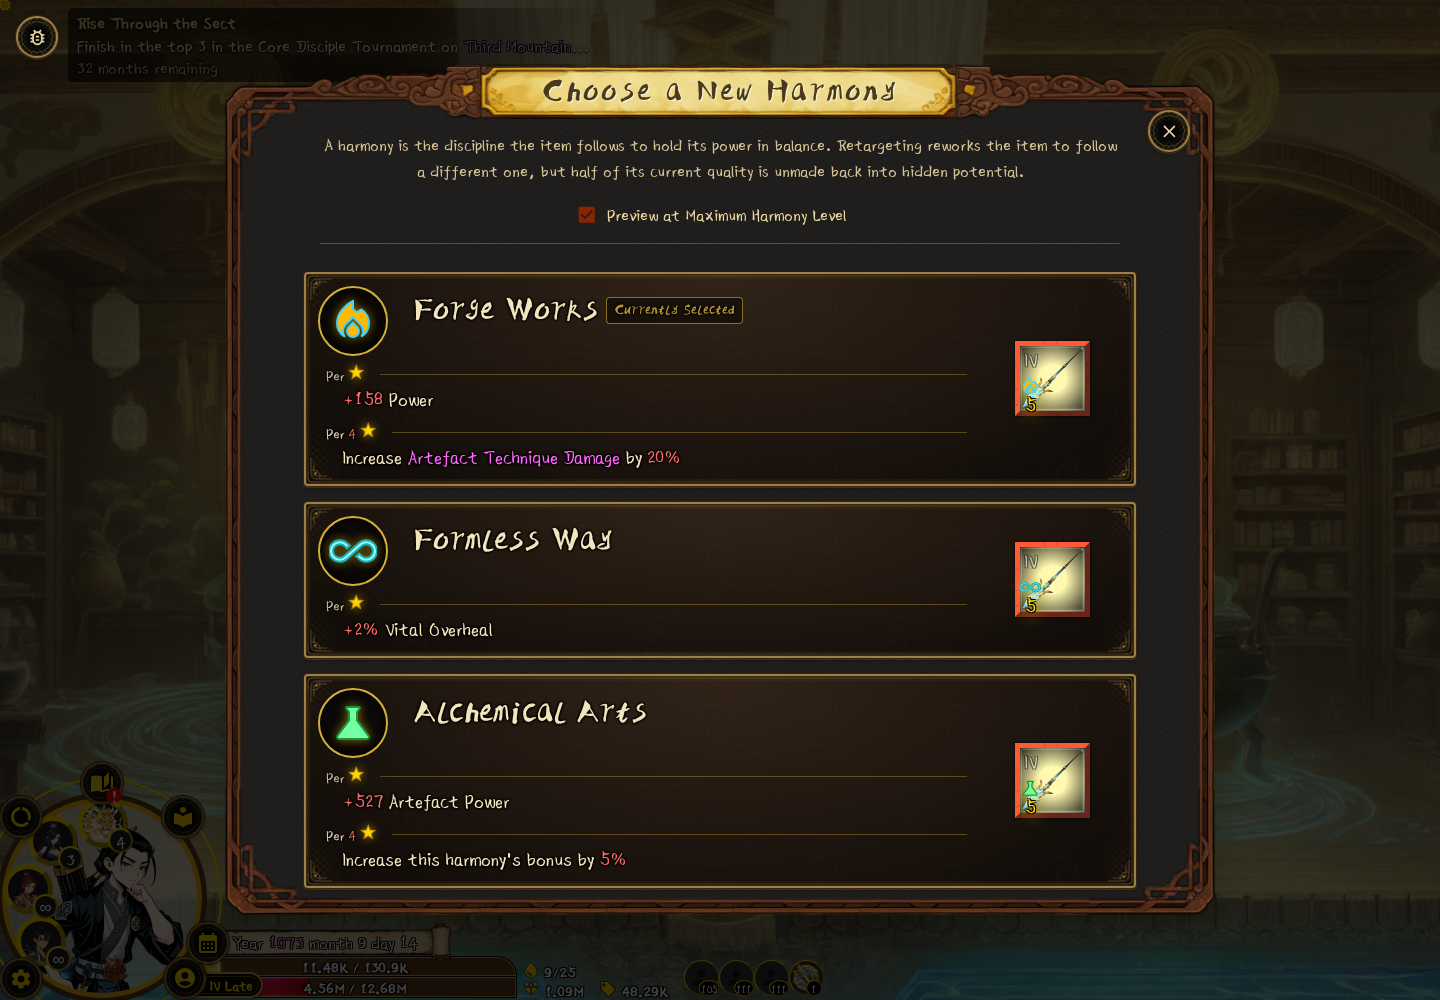 Rise Through the Sect
Finish in the top 3 in the Core Disciple Tournament on Third Mountain...
32 months remaining
Choose a New Harmony
A harmony is the discipline the item follows to hold its power in balance. Retargeting reworks the item to follow
a different one, but half of its current quality is unmade back into hidden potential.
Preview at Maximum Harmony Level
Forge Works
Currently Selected
Per
+158 Power
Per 4
Increase Artefact Technique Damage by 20%
IV
5
Formless Way
Per
+2% Vital Overheal
IV
5
Alchemical Arts
Per
+527 Artefact Power
Per 4
Increase this harmony's bonus by 5%
IV
5
4
3
∞
∞
Year 1073 month 9 day 14
11.48K / 130.9K
IV Late
4.56M / 12.68M
9/25
1.09M
48.29K